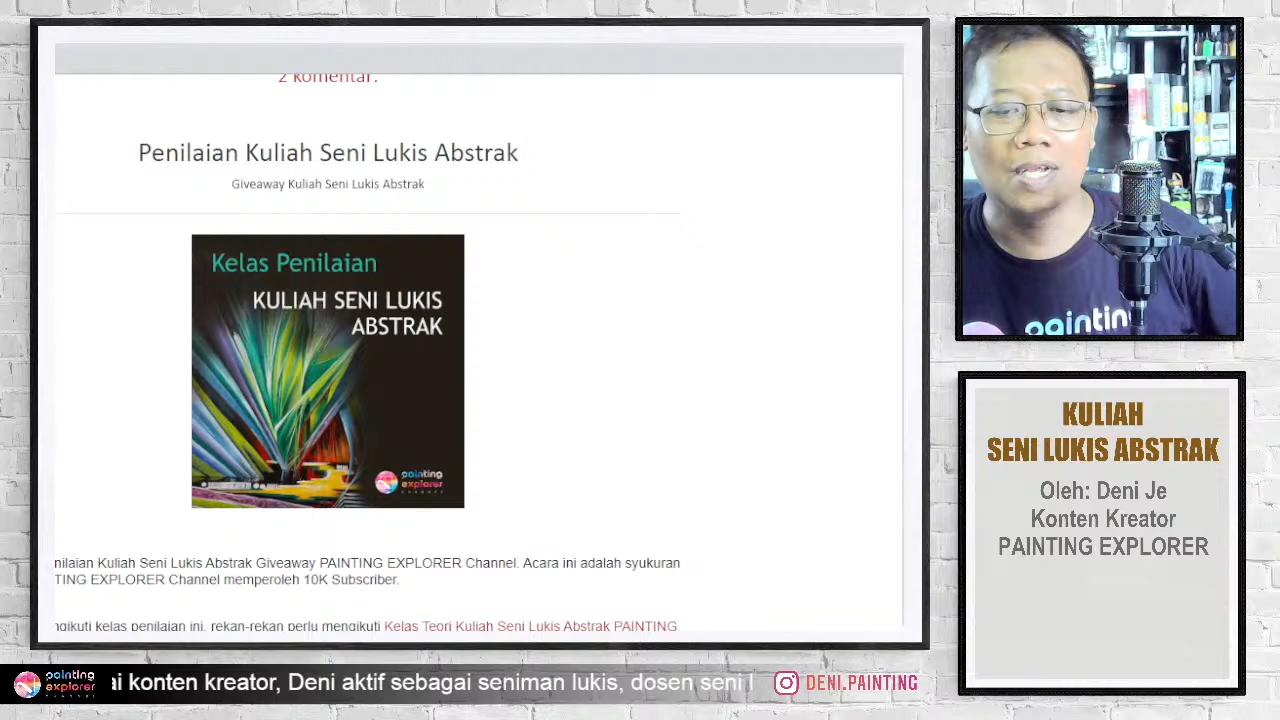 2 komentar:
Penilaian Kuliah Seni Lukis Abstrak
Giveaway Kuliah Seni Lukis Abstrak
Kelas Penilaian
KULIAH SENI LUKIS
ABSTRAK
painting
explorer
CHANNEL
nilaian Kuliah Seni Lukis Abstrak Giveaway PAINTING EXPLORER Channel. Acara ini adalah syukuran
TING EXPLORER Channel memperoleh 10K Subscriber.
ngikuti kelas penilaian ini, rekan-rekan perlu mengikuti Kelas Teori Kuliah Seni Lukis Abstrak PAINTING
painting
KULIAH
SENI LUKIS ABSTRAK
Oleh: Deni Je
Konten Kreator
PAINTING EXPLORER
painting
explorer
CHANNEL
ai konten kreator, Deni aktif sebagai seniman lukis, dosen seni l
DENI.PAINTING